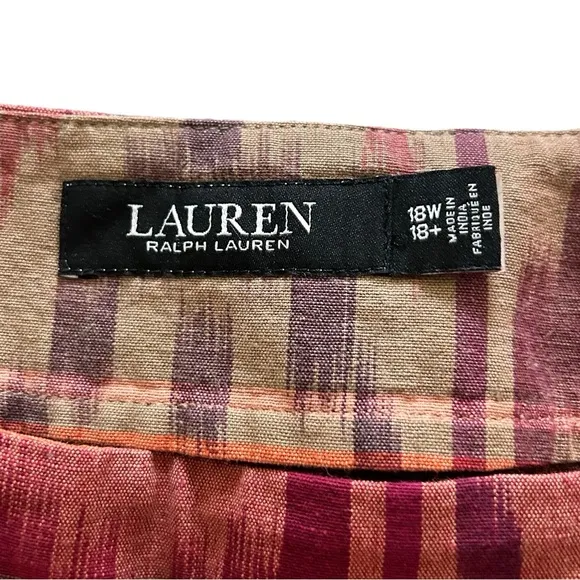 LAUREN
RALPH LAUREN
18W
18+
MADE IN
INDIA
FABRIQUÉ EN
INDE